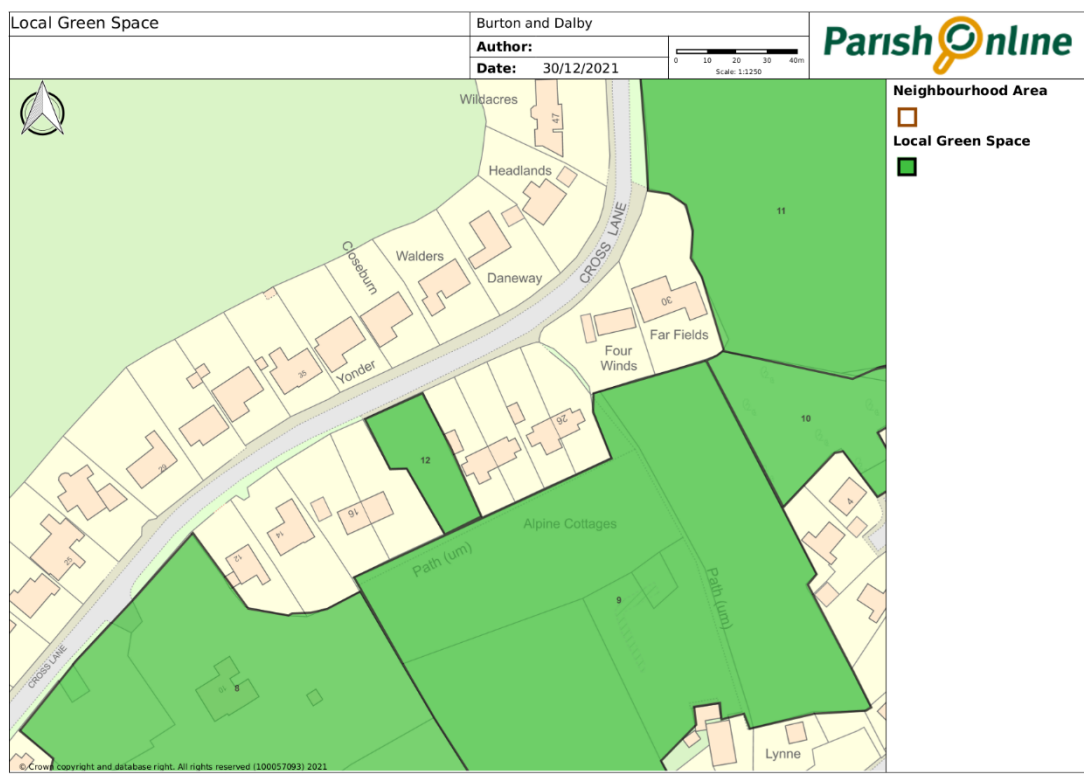 Local Green Space
Burton and Dalby
Author:
Date: 30/12/2021
0 10 20 30 40m
Scale: 1:1250
Parish Online
Neighbourhood Area
Local Green Space
Wildacres
47
Headlands
11
CROSS LANE
Closeburn
Walders
Daneway
30
Far Fields
Four
Winds
35
Yonder
10
26
12
29
4
16
14
Alpine Cottages
25
12
Path (um)
9
Path (um)
CROSS LANE
8
Lynne
© Crown copyright and database right. All rights reserved (100057093) 2021